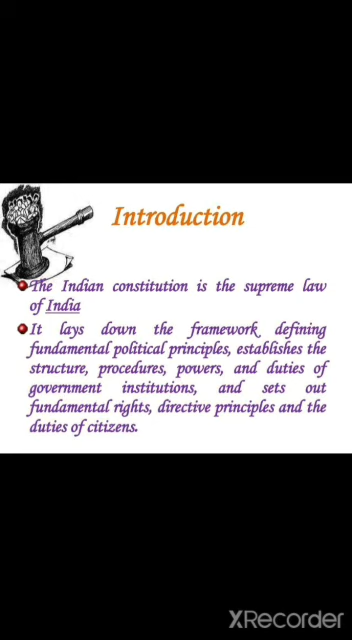 Introduction
The Indian constitution is the supreme law
of India
It lays down the framework defining
fundamental political principles, establishes the
structure, procedures, powers, and duties of
government institutions, and sets out
fundamental rights, directive principles and the
duties of citizens.
XRecorder